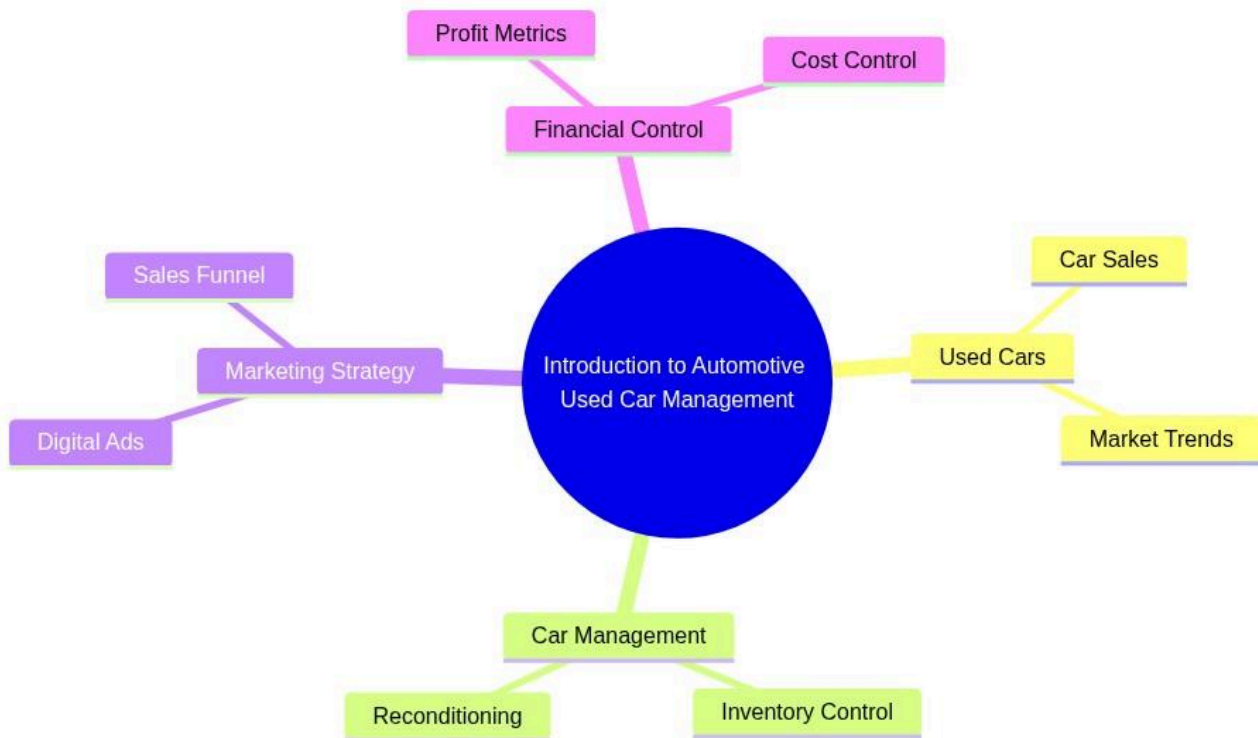 Profit Metrics
Cost Control
Financial Control
Car Sales
Sales Funnel
Used Cars
Introduction to Automotive
Used Car Management
Marketing Strategy
Market Trends
Digital Ads
Car Management
Reconditioning
Inventory Control